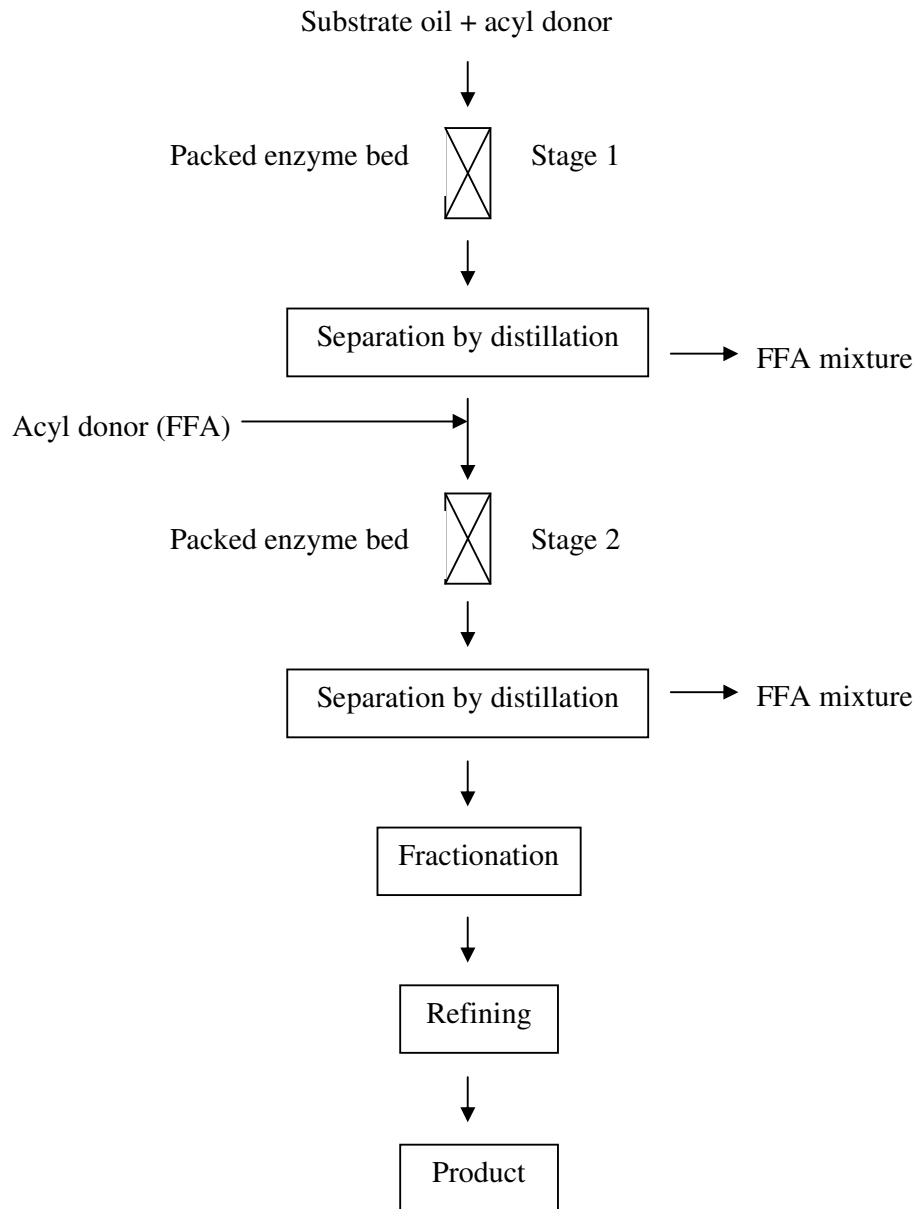 Substrate oil + acyl donor
Packed enzyme bed
Stage 1
Separation by distillation
FFA mixture
Acyl donor (FFA)
Packed enzyme bed
Stage 2
Separation by distillation
FFA mixture
Fractionation
Refining
Product